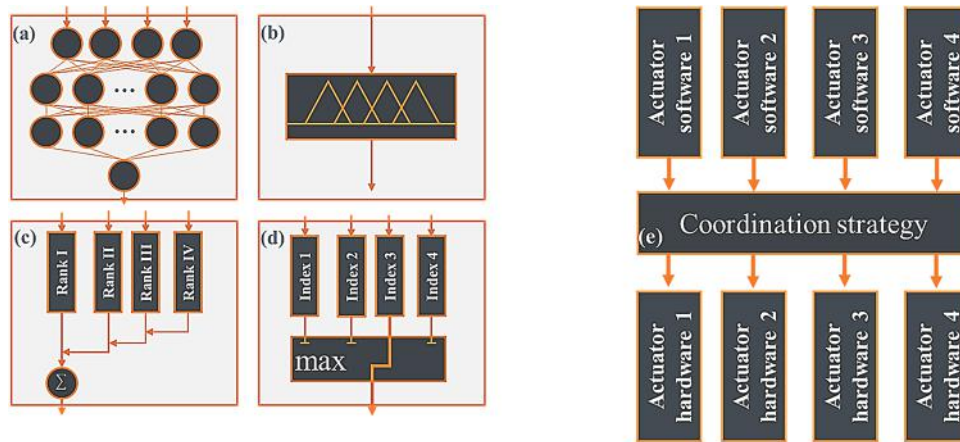 (a)
(b)
(c)
Rank I
Rank II
Rank III
Rank IV
Σ
(d)
Index 1
Index 2
Index 3
Index 4
max
Actuator
software 1
Actuator
software 2
Actuator
software 3
Actuator
software 4
(e) Coordination strategy
Actuator
hardware 1
Actuator
hardware 2
Actuator
hardware 3
Actuator
hardware 4